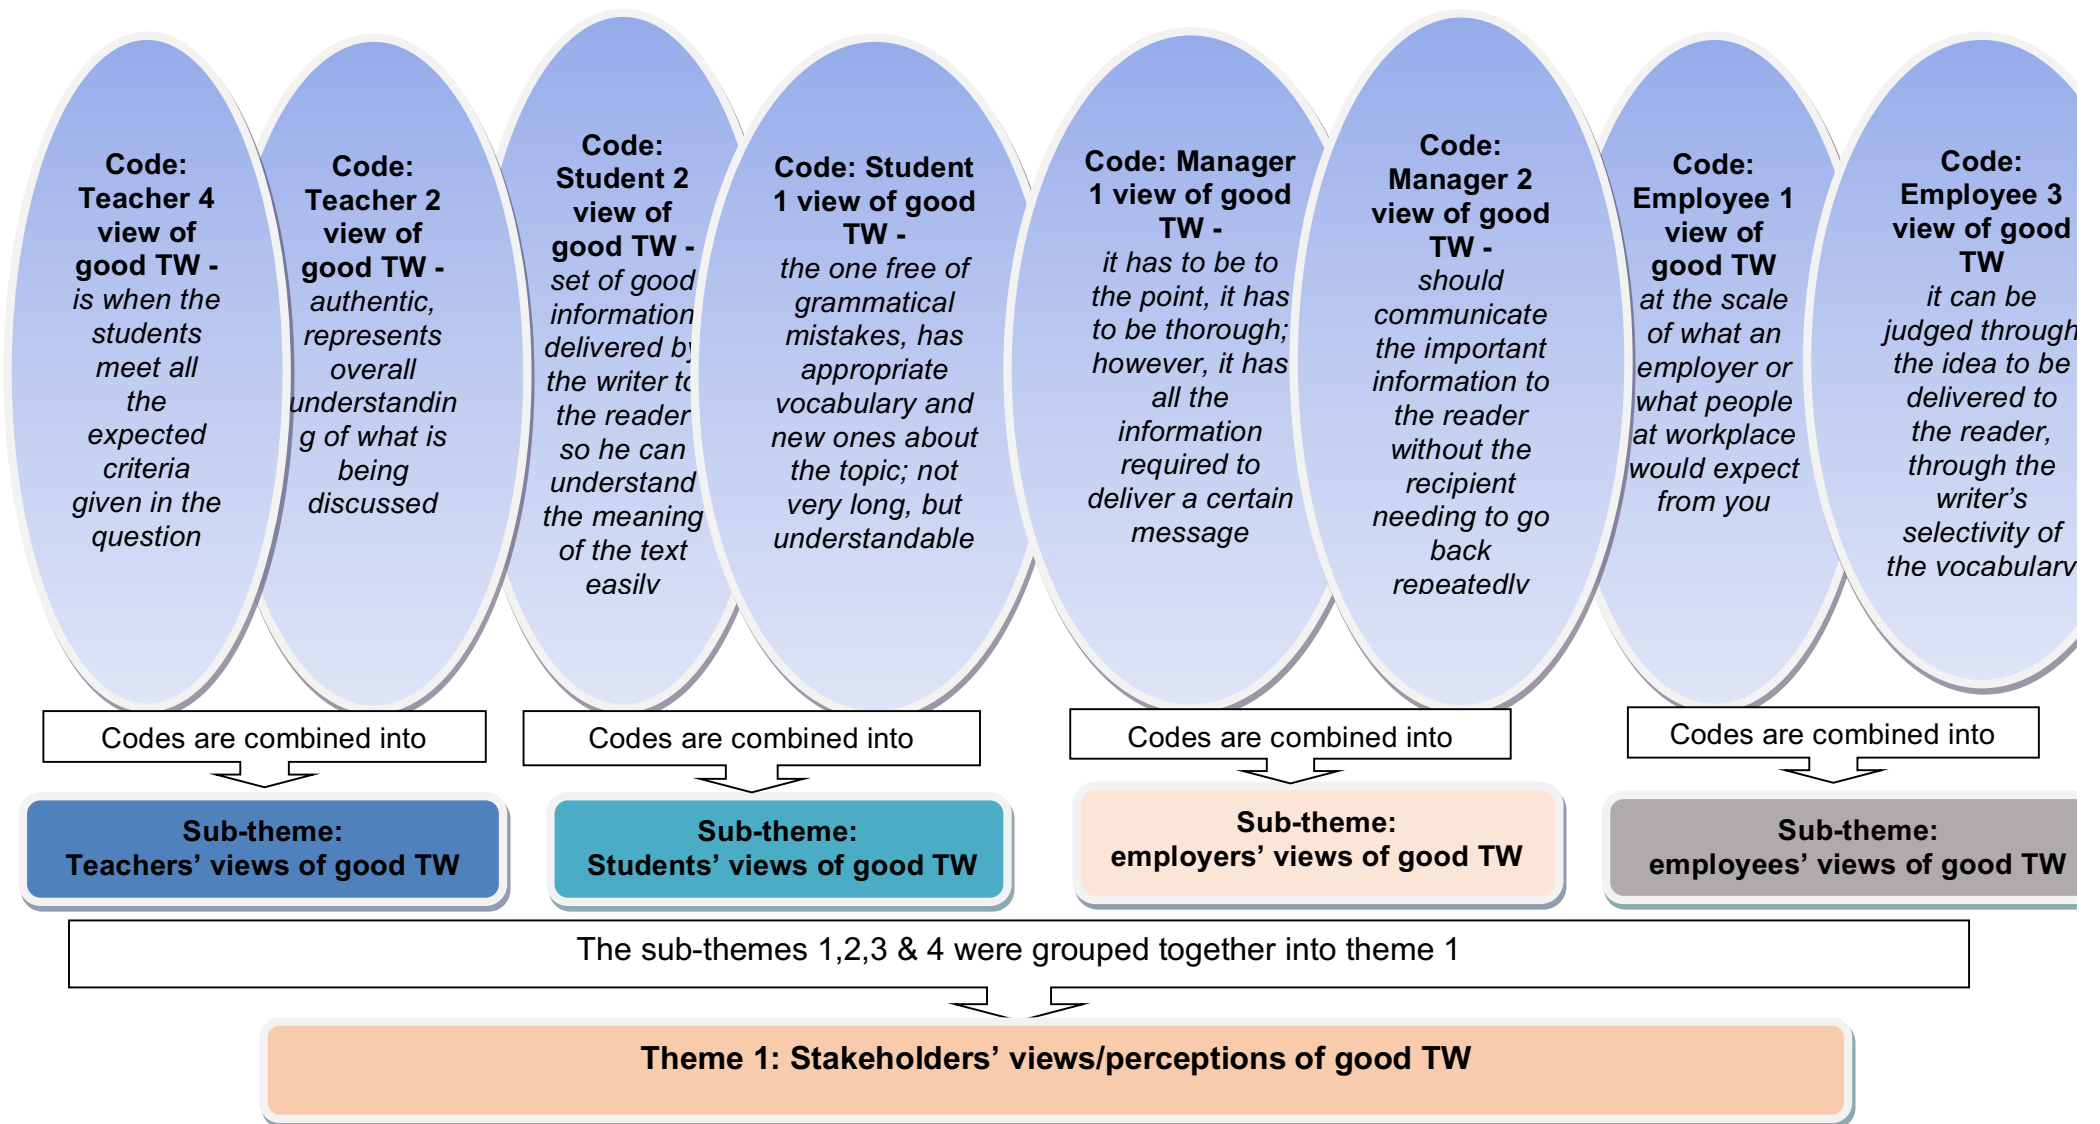 Code:
Teacher 4
view of
good TW -
is when the
students
meet all
the
expected
criteria
given in the
question
Code:
Teacher 2
view of
good TW -
authentic,
represents
overall
understandin
g of what is
being
discussed
Code:
Student 2
view of
good TW -
set of good
information
delivered by
the writer to
the reader
so he can
understand
the meaning
of the text
easily
Code: Student
1 view of good
TW -
the one free of
grammatical
mistakes, has
appropriate
vocabulary and
new ones about
the topic; not
very long, but
understandable
Code: Manager
1 view of good
TW -
it has to be to
the point, it has
to be thorough;
however, it has
all the
information
required to
deliver a certain
message
Code:
Manager 2
view of good
TW -
should
communicate
the important
information to
the reader
without the
recipient
needing to go
back
repeatedly
Code:
Employee 1
view of
good TW
at the scale
of what an
employer or
what people
at workplace
would expect
from you
Code:
Employee 3
view of good
TW
it can be
judged through
the idea to be
delivered to
the reader,
through the
writer’s
selectivity of
the vocabulary
Codes are combined into
Codes are combined into
Codes are combined into
Codes are combined into
Sub-theme:
Teachers’ views of good TW
Sub-theme:
Students’ views of good TW
Sub-theme:
employers’ views of good TW
Sub-theme:
employees’ views of good TW
The sub-themes 1,2,3 & 4 were grouped together into theme 1
Theme 1: Stakeholders’ views/perceptions of good TW